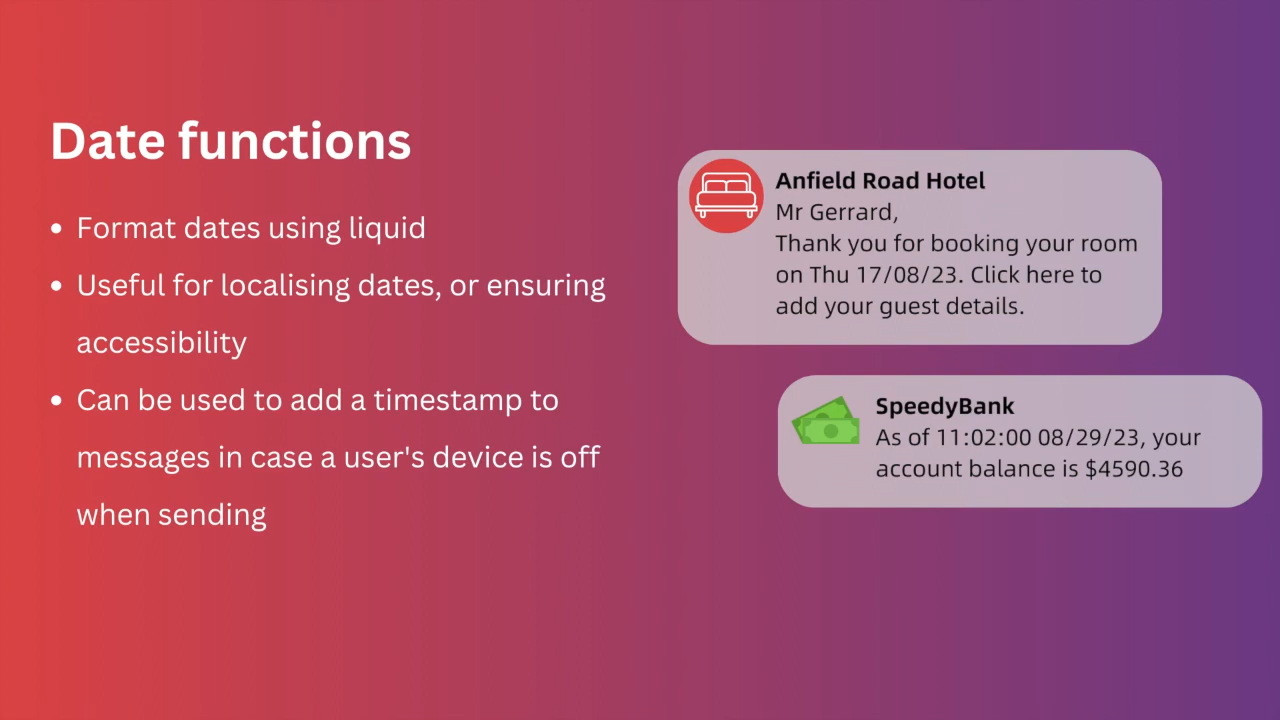 Date functions
• Format dates using liquid
• Useful for localising dates, or ensuring
accessibility
• Can be used to add a timestamp to
messages in case a user's device is off
when sending
Anfield Road Hotel
Mr Gerrard,
Thank you for booking your room
on Thu 17/08/23. Click here to
add your guest details.
SpeedyBank
As of 11:02:00 08/29/23, your
account balance is $4590.36